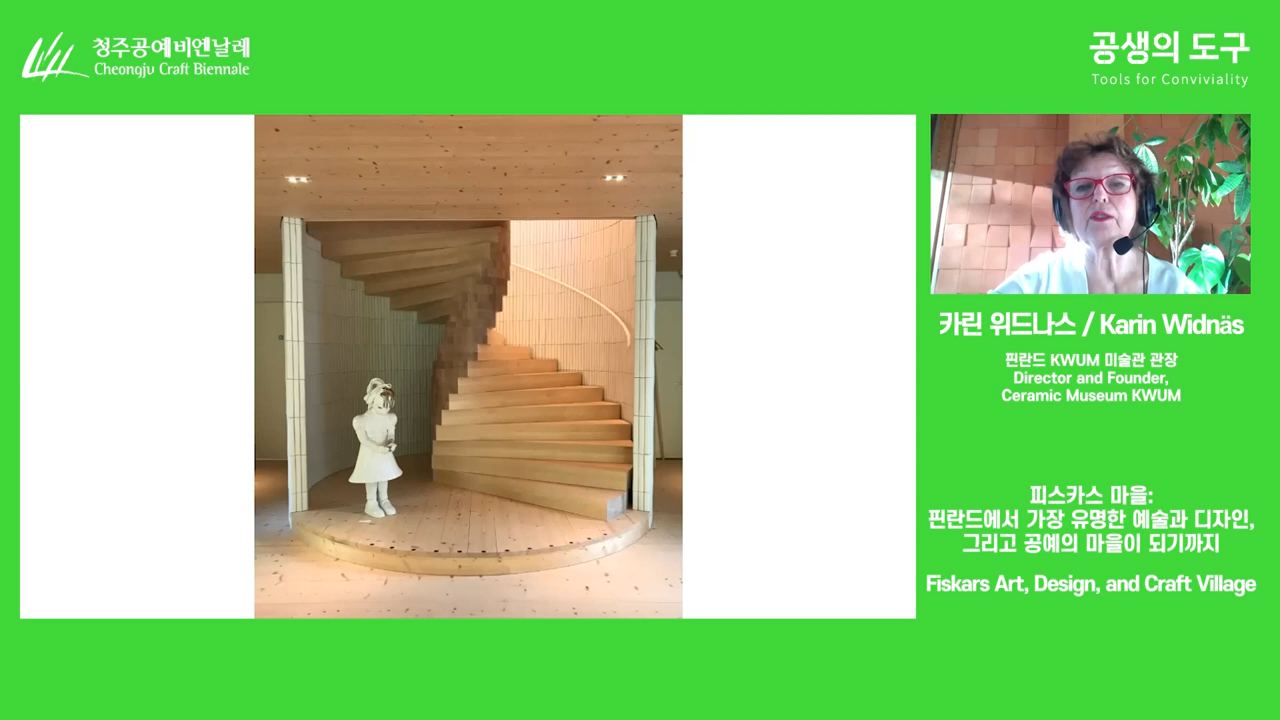 청주공예비엔날레
Cheongju Craft Biennale
공생의 도구
Tools for Conviviality
카린 위드나스 / Karin Widnäs
핀란드 KWUM 미술관 관장
Director and Founder,
Ceramic Museum KWUM
피스카스 마을:
핀란드에서 가장 유명한 예술과 디자인,
그리고 공예의 마을이 되기까지
Fiskars Art, Design, and Craft Village